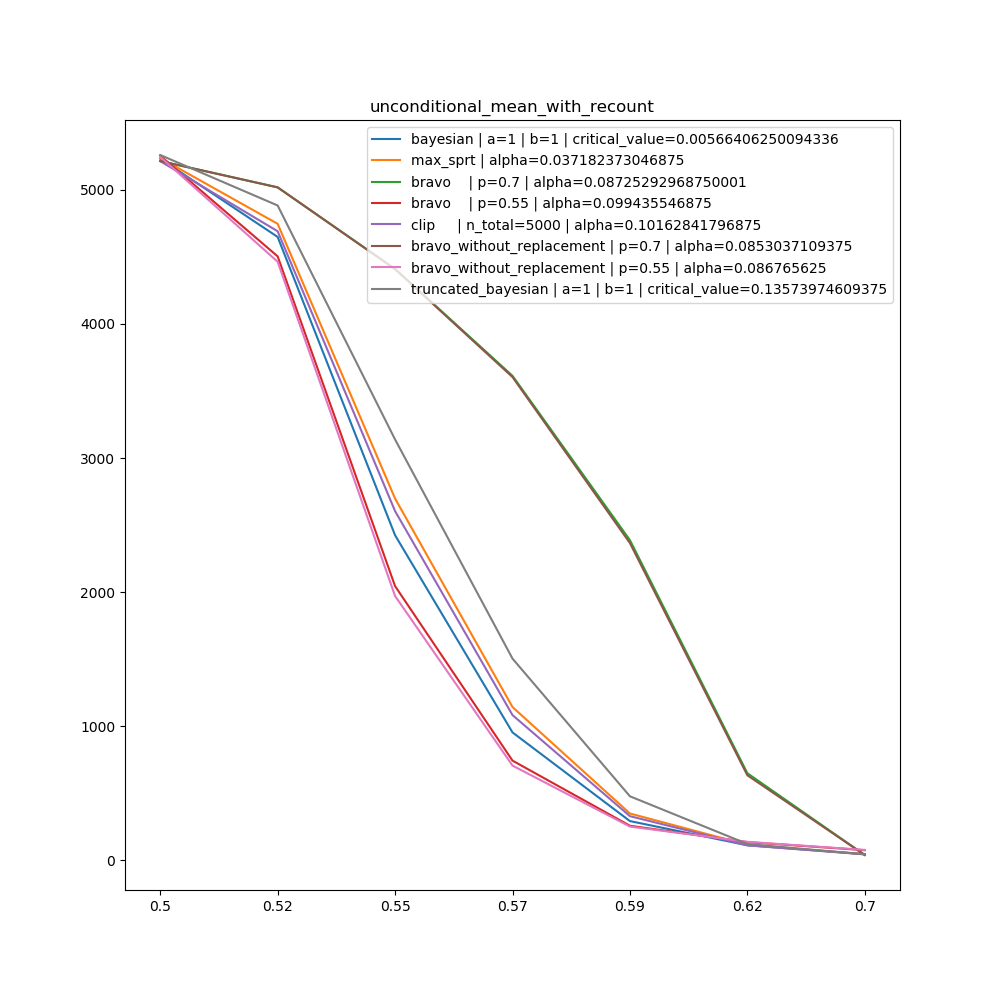 unconditional_mean_with_recount
bayesian | a=1 | b=1 | critical_value=0.00566406250094336
max_sprt | alpha=0.037182373046875
bravo    | p=0.7 | alpha=0.08725292968750001
bravo    | p=0.55 | alpha=0.099435546875
clip     | n_total=5000 | alpha=0.10162841796875
bravo_without_replacement | p=0.7 | alpha=0.0853037109375
bravo_without_replacement | p=0.55 | alpha=0.086765625
truncated_bayesian | a=1 | b=1 | critical_value=0.13573974609375
5000
4000
3000
2000
1000
0
0.5 0.52 0.55 0.57 0.59 0.62 0.7